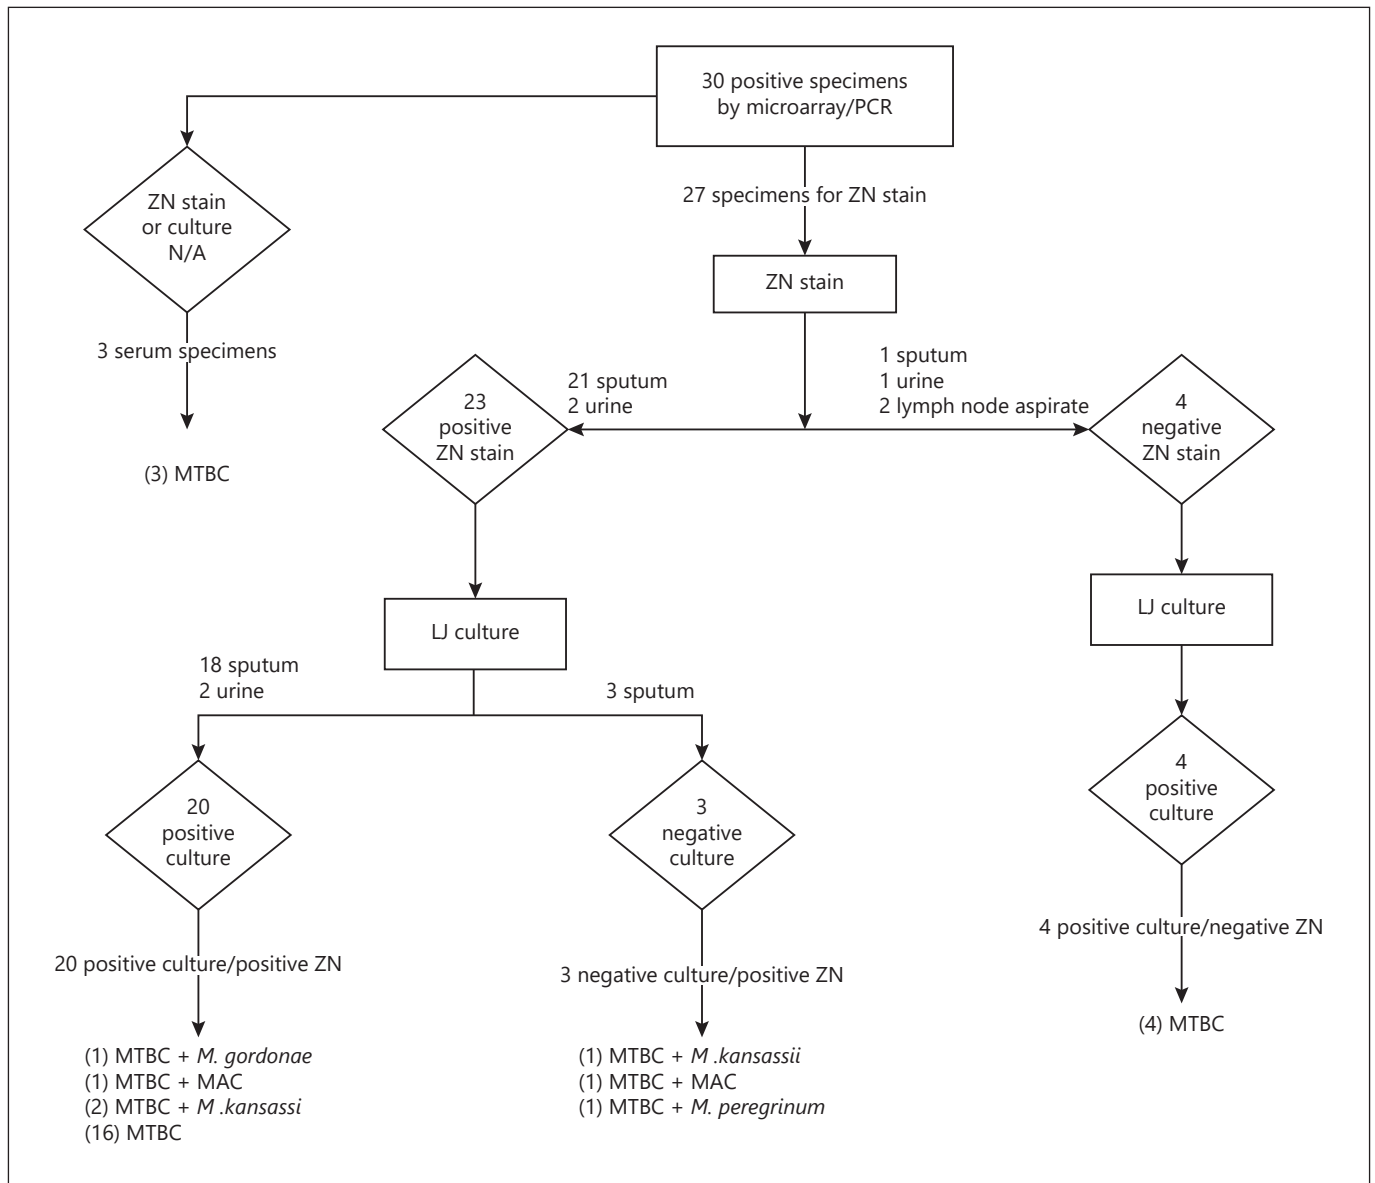 30 positive specimens
by microarray/PCR
27 specimens for ZN stain
ZN stain
or culture
N/A
ZN stain
3 serum specimens
(3) MTBC
21 sputum
2 urine
1 sputum
1 urine
2 lymph node aspirate
23
positive
ZN stain
4
negative
ZN stain
LJ culture
LJ culture
18 sputum
2 urine
3 sputum
20
positive
culture
3
negative
culture
4
positive
culture
20 positive culture/positive ZN
3 negative culture/positive ZN
4 positive culture/negative ZN
(1) MTBC + M. gordonae
(1) MTBC + MAC
(2) MTBC + M .kansassi
(16) MTBC
(1) MTBC + M .kansassii
(1) MTBC + MAC
(1) MTBC + M. peregrinum
(4) MTBC